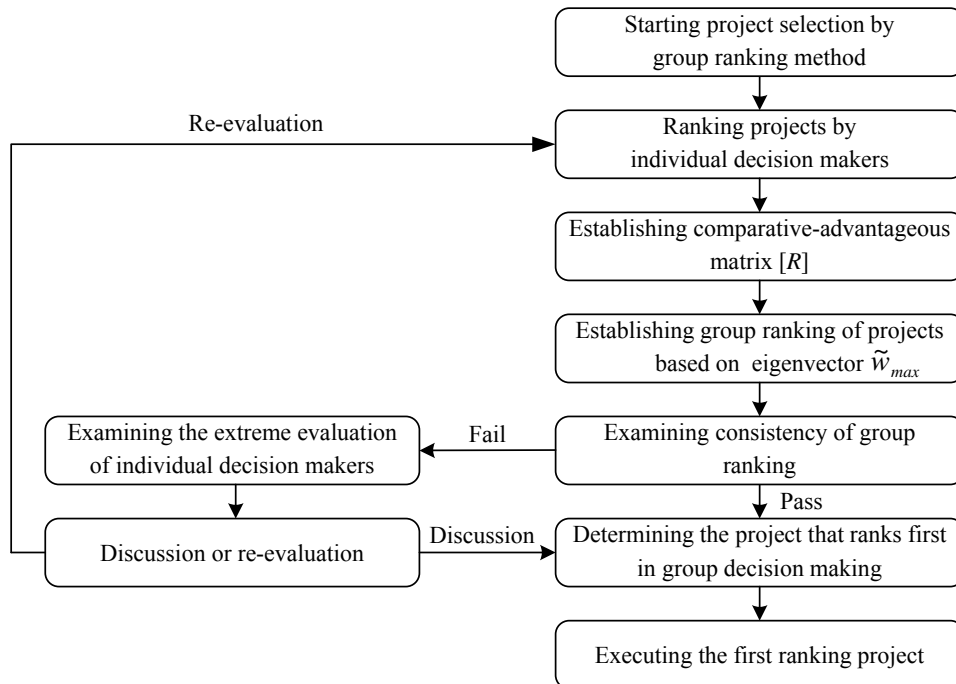 Starting project selection by
group ranking method
Re-evaluation
Ranking projects by
individual decision makers
Establishing comparative-advantageous
matrix [R]
Establishing group ranking of projects
based on eigenvector w̃max
Examining the extreme evaluation
of individual decision makers
Fail
Examining consistency of group
ranking
Pass
Discussion or re-evaluation
Discussion
Determining the project that ranks first
in group decision making
Executing the first ranking project